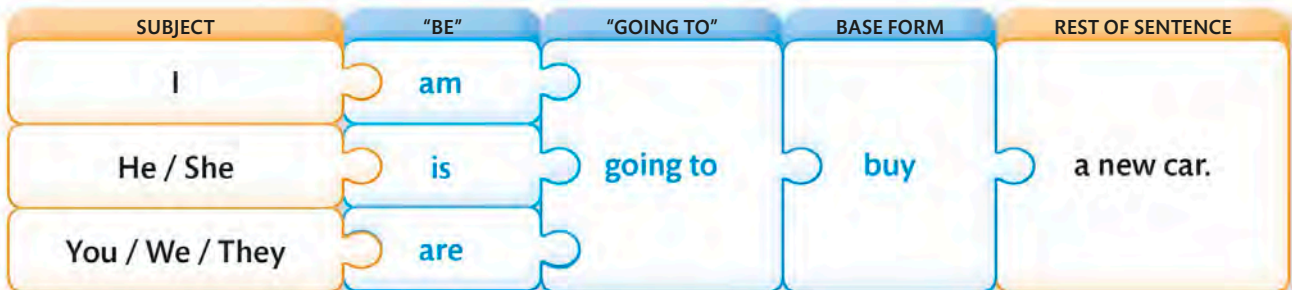 SUBJECT "BE" "GOING TO" BASE FORM REST OF SENTENCE
I am
He / She is going to buy a new car.
You / We / They are